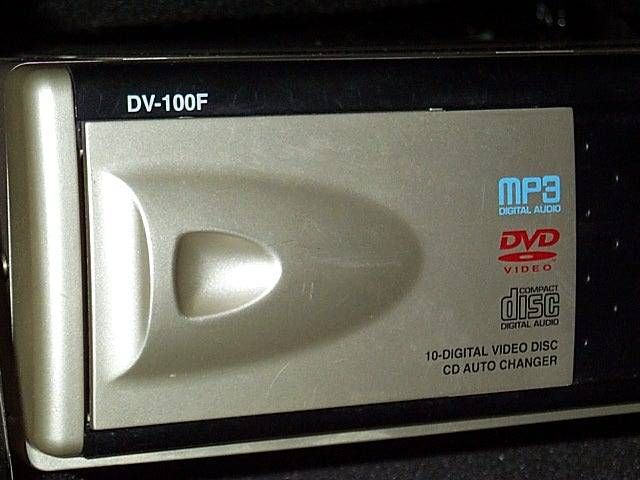 DV-100F
MP3
DIGITAL AUDIO
DVD
VIDEO
COMPACT
disc
DIGITAL AUDIO
10-DIGITAL VIDEO DISC
CD AUTO CHANGER